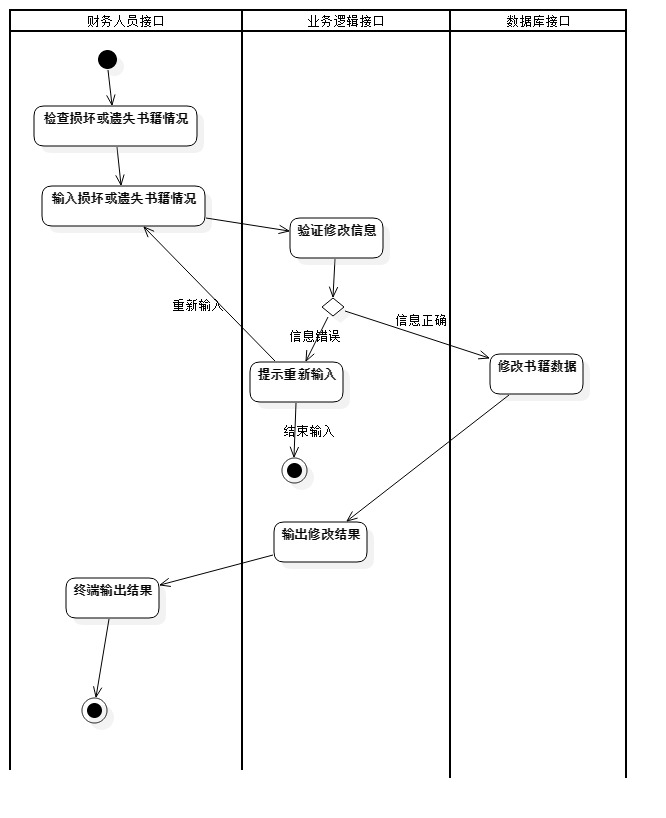 财务人员接口
业务逻辑接口
数据库接口
检查损坏或遗失书籍情况
输入损坏或遗失书籍情况
验证修改信息
重新输入
信息正确
信息错误
提示重新输入
修改书籍数据
结束输入
输出修改结果
终端输出结果